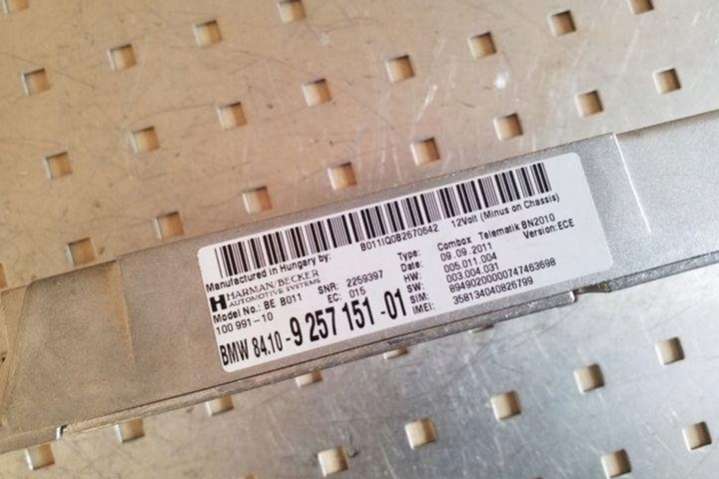 B011IQ0B2670642 12Volt (Minus on Chassis)
Manufactured in Hungary by:
HARMAN/BECKER
AUTOMOTIVE SYSTEMS
Model No.: BE B011
100 991-10
SNR: 2259397
EC: 015
BMW 84.10 - 9 257 151 -01
Type: Combox Telematik BN2010
Date: 09.09.2011 Version: ECE
HW: 005.011.004
SW: 003.004.031
SIM: 89490200000747463698
IMEI: 358134040826799